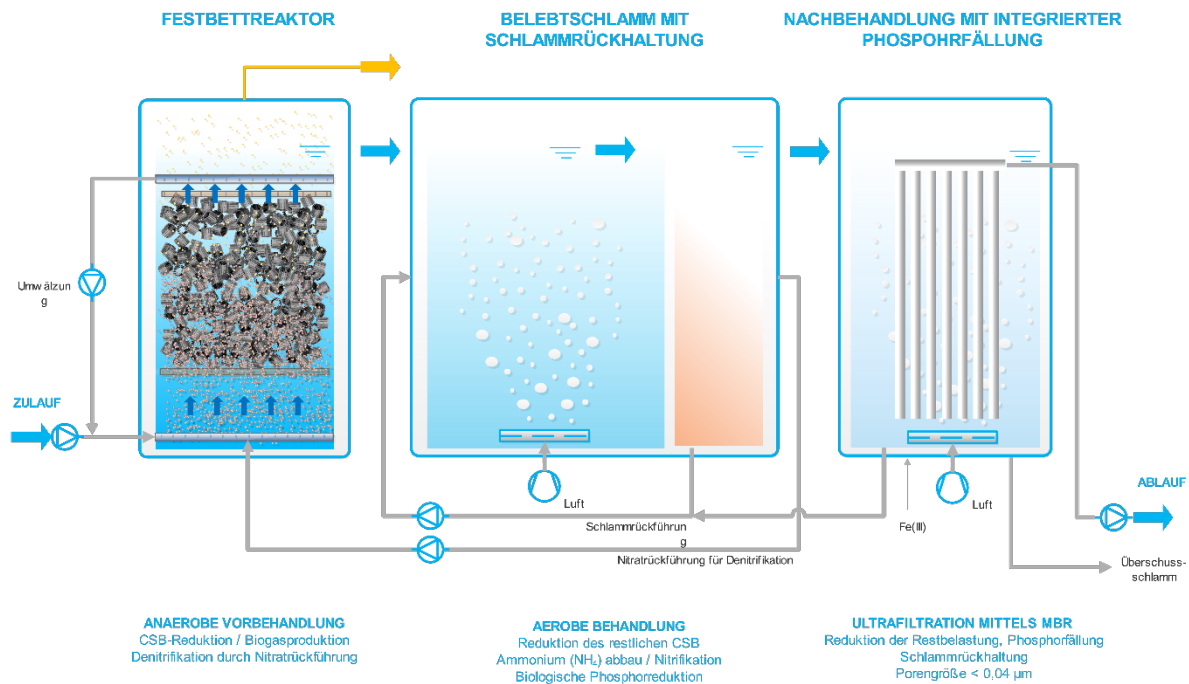 FESTBETTREAKTOR
BELEBTSCHLAMM MIT
SCHLAMMRÜCKHALTUNG
NACHBEHANDLUNG MIT INTEGRIERTER
PHOSPOHRFÄLLUNG
Umwälzun
g
ZULAUF
Luft
Schlammrückführun
g
Nitratrückführung für Denitrifikation
Fe(III)
Luft
ABLAUF
Überschuss-
schlamm
ANAEROBE VORBEHANDLUNG
CSB-Reduktion / Biogasproduktion
Denitrifikation durch Nitratrückführung
AEROBE BEHANDLUNG
Reduktion des restlichen CSB
Ammonium (NH₄) abbau / Nitrifikation
Biologische Phosphorreduktion
ULTRAFILTRATION MITTELS MBR
Reduktion der Restbelastung, Phosphorfällung
Schlammrückhaltung
Porengröße < 0,04 µm